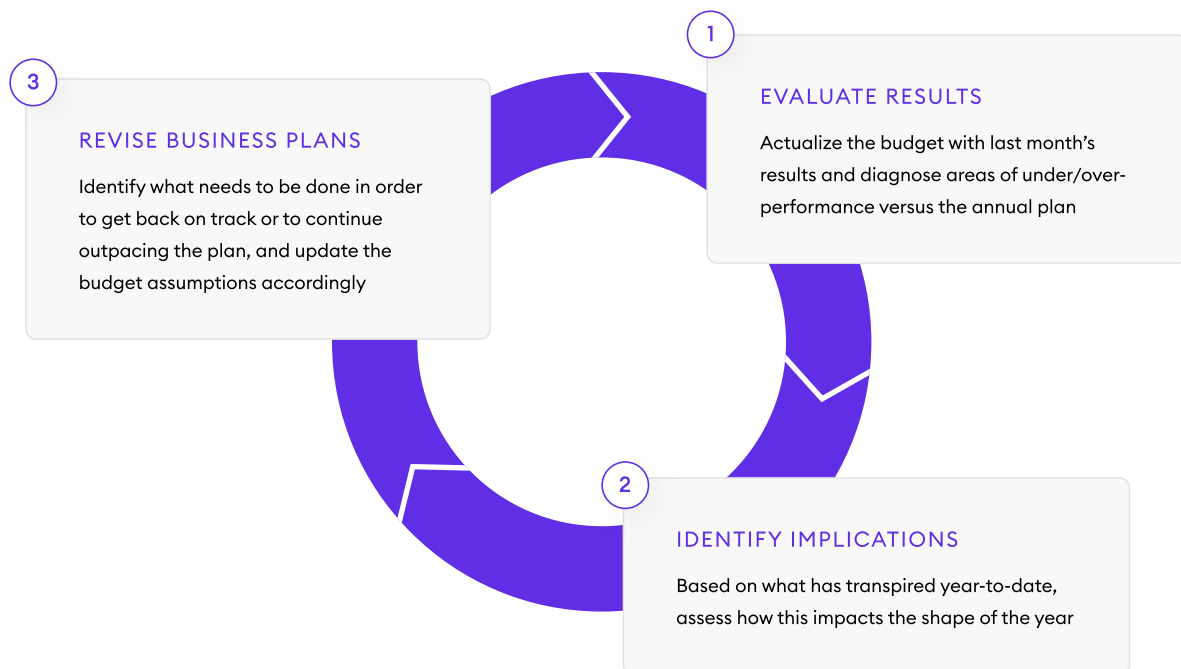 1
EVALUATE RESULTS
Actualize the budget with last month’s
results and diagnose areas of under/over-
performance versus the annual plan
2
IDENTIFY IMPLICATIONS
Based on what has transpired year-to-date,
assess how this impacts the shape of the year
3
REVISE BUSINESS PLANS
Identify what needs to be done in order
to get back on track or to continue
outpacing the plan, and update the
budget assumptions accordingly